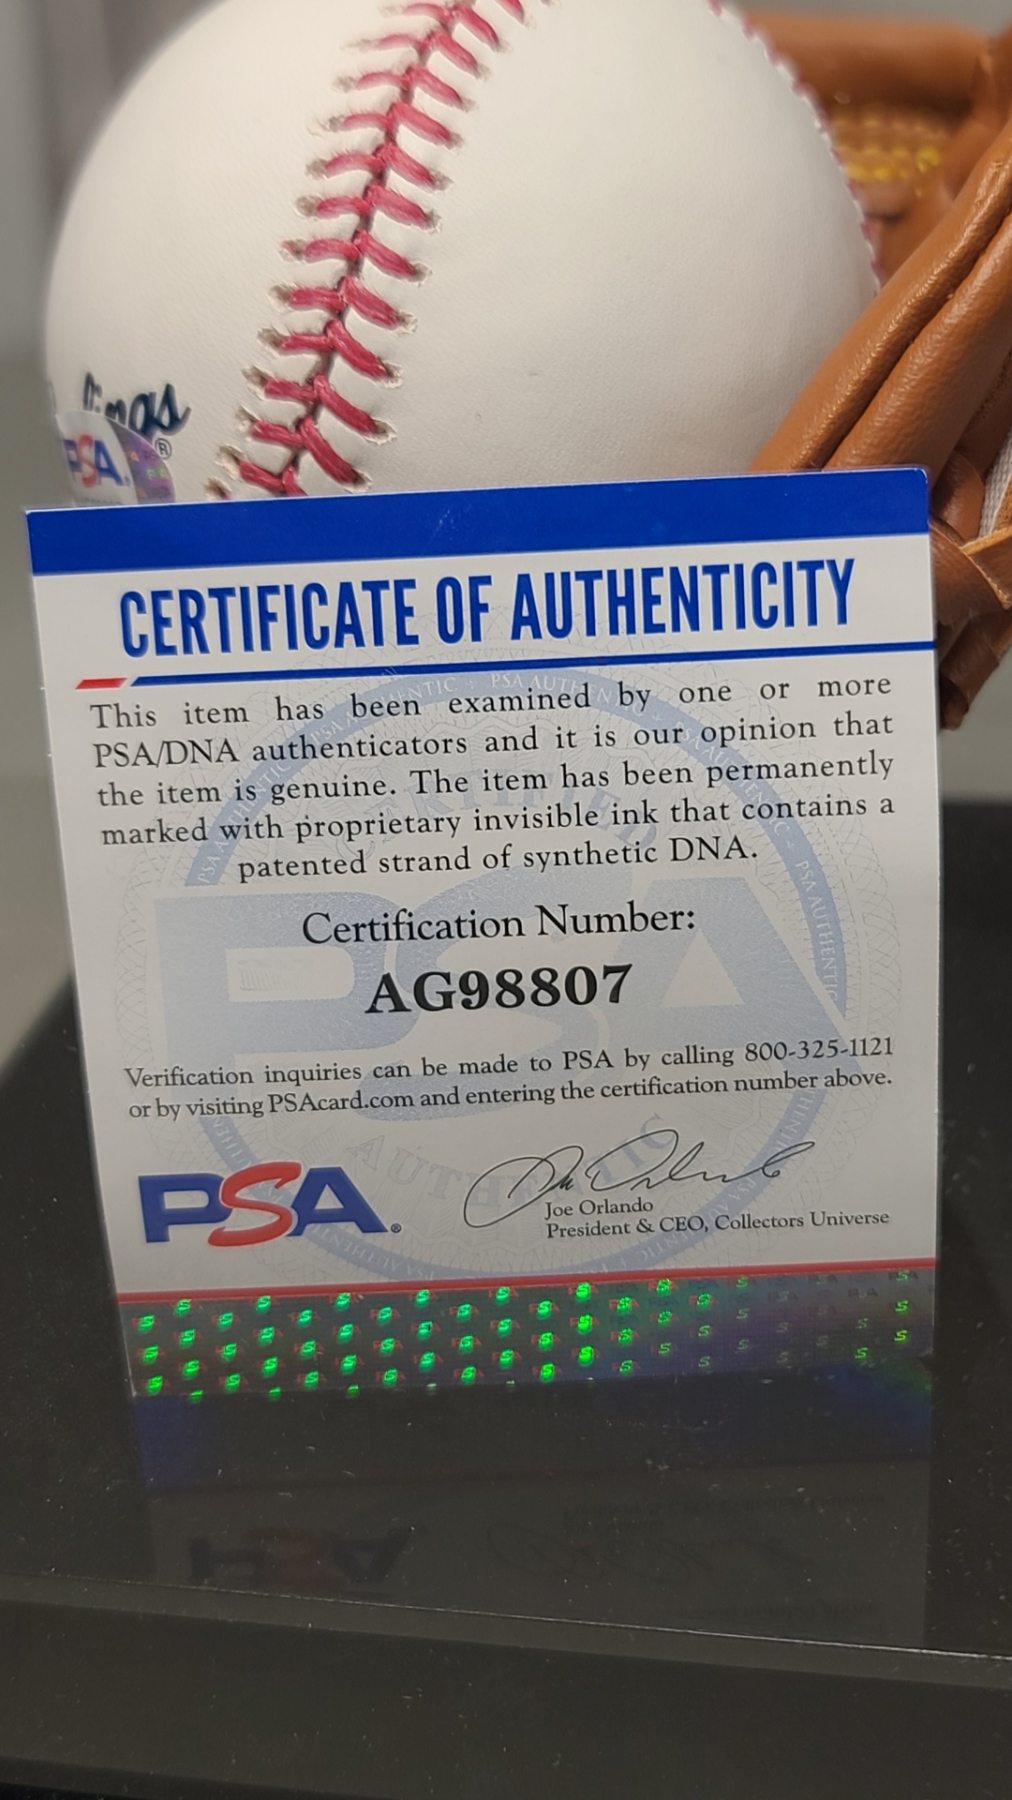 PSA
®
CERTIFICATE OF AUTHENTICITY
This item has been examined by one or more
PSA/DNA authenticators and it is our opinion that
the item is genuine. The item has been permanently
marked with proprietary invisible ink that contains a
patented strand of synthetic DNA.
Certification Number:
AG98807
Verification inquiries can be made to PSA by calling 800-325-1121
or by visiting PSAcard.com and entering the certification number above.
PSA®
Joe Orlando
President & CEO, Collectors Universe